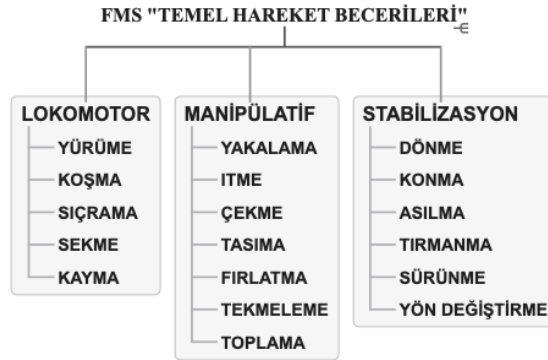 FMS "TEMEL HAREKET BECERİLERİ"
LOKOMOTOR
YÜRÜME
KOŞMA
SIÇRAMA
SEKME
KAYMA
MANİPÜLATİF
YAKALAMA
ITME
ÇEKME
TASIMA
FIRLATMA
TEKMELEME
TOPLAMA
STABİLİZASYON
DÖNME
KONMA
ASILMA
TIRMANMA
SÜRÜNME
YÖN DEĞİŞTİRME